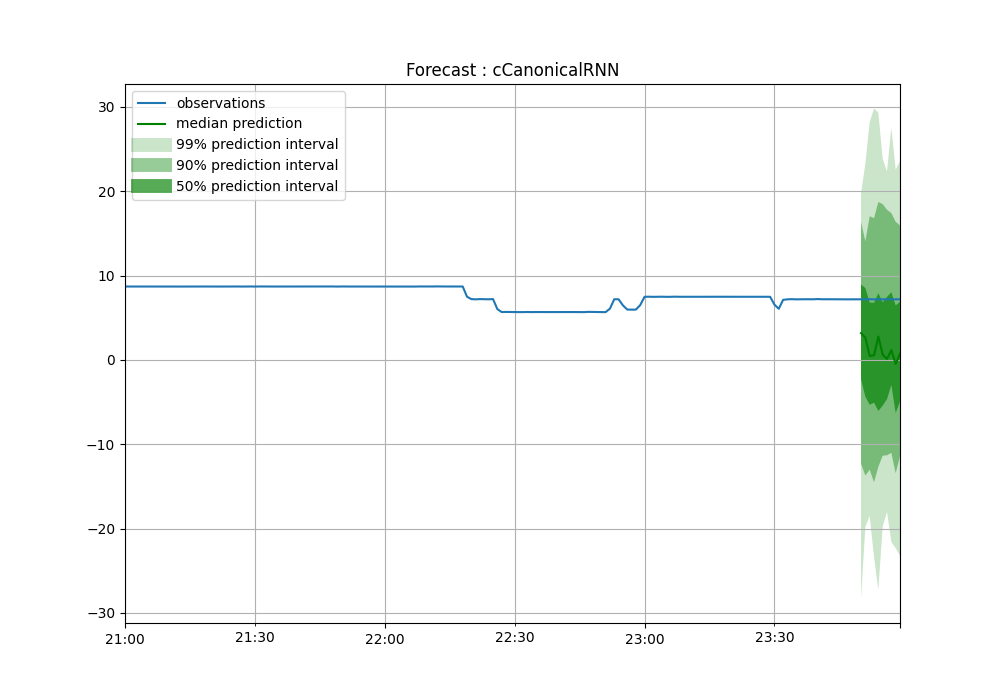 Forecast : cCanonicalRNN
observations
median prediction
99% prediction interval
90% prediction interval
50% prediction interval
30
20
10
0
−10
−20
−30
21:00
21:30
22:00
22:30
23:00
23:30